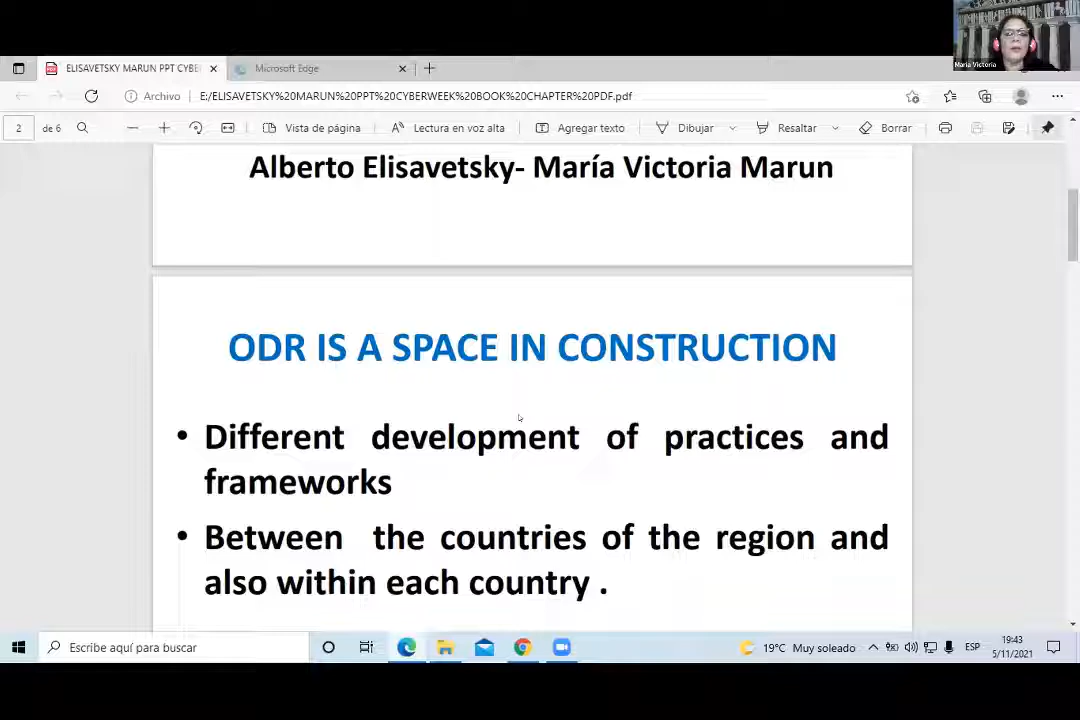 Maria Victoria
ELISAVETSKY MARUN PPT CYBE
Microsoft Edge
Archivo
E:/ELISAVETSKY%20MARUN%20PPT%20CYBERWEEK%20BOOK%20CHAPTER%20PDF.pdf
2 de 6
Vista de página
Lectura en voz alta
Agregar texto
Dibujar
Resaltar
Borrar
Alberto Elisavetsky- María Victoria Marun
ODR IS A SPACE IN CONSTRUCTION
• Different development of practices and
frameworks
• Between the countries of the region and
also within each country .
Escribe aquí para buscar
19°C Muy soleado
ESP
19:43
5/11/2021